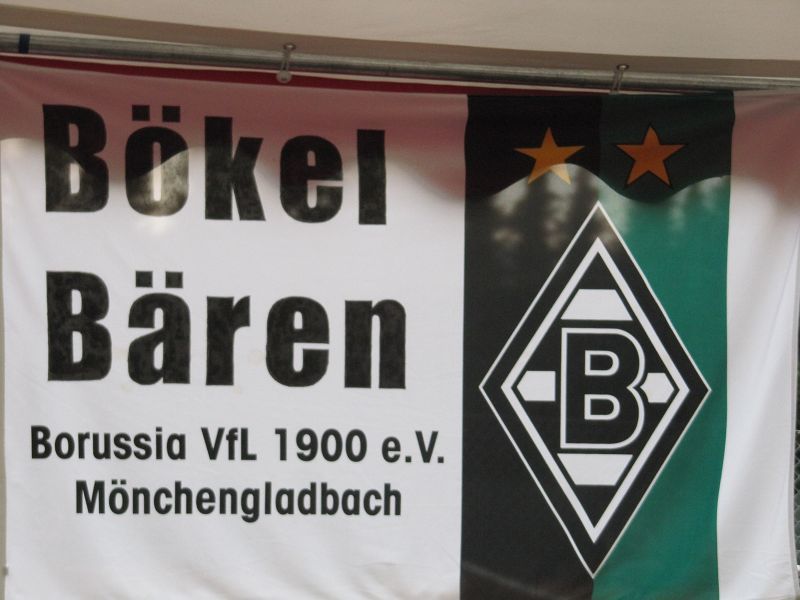 Bökel
Bären
Borussia VfL 1900 e.V.
Mönchengladbach
B